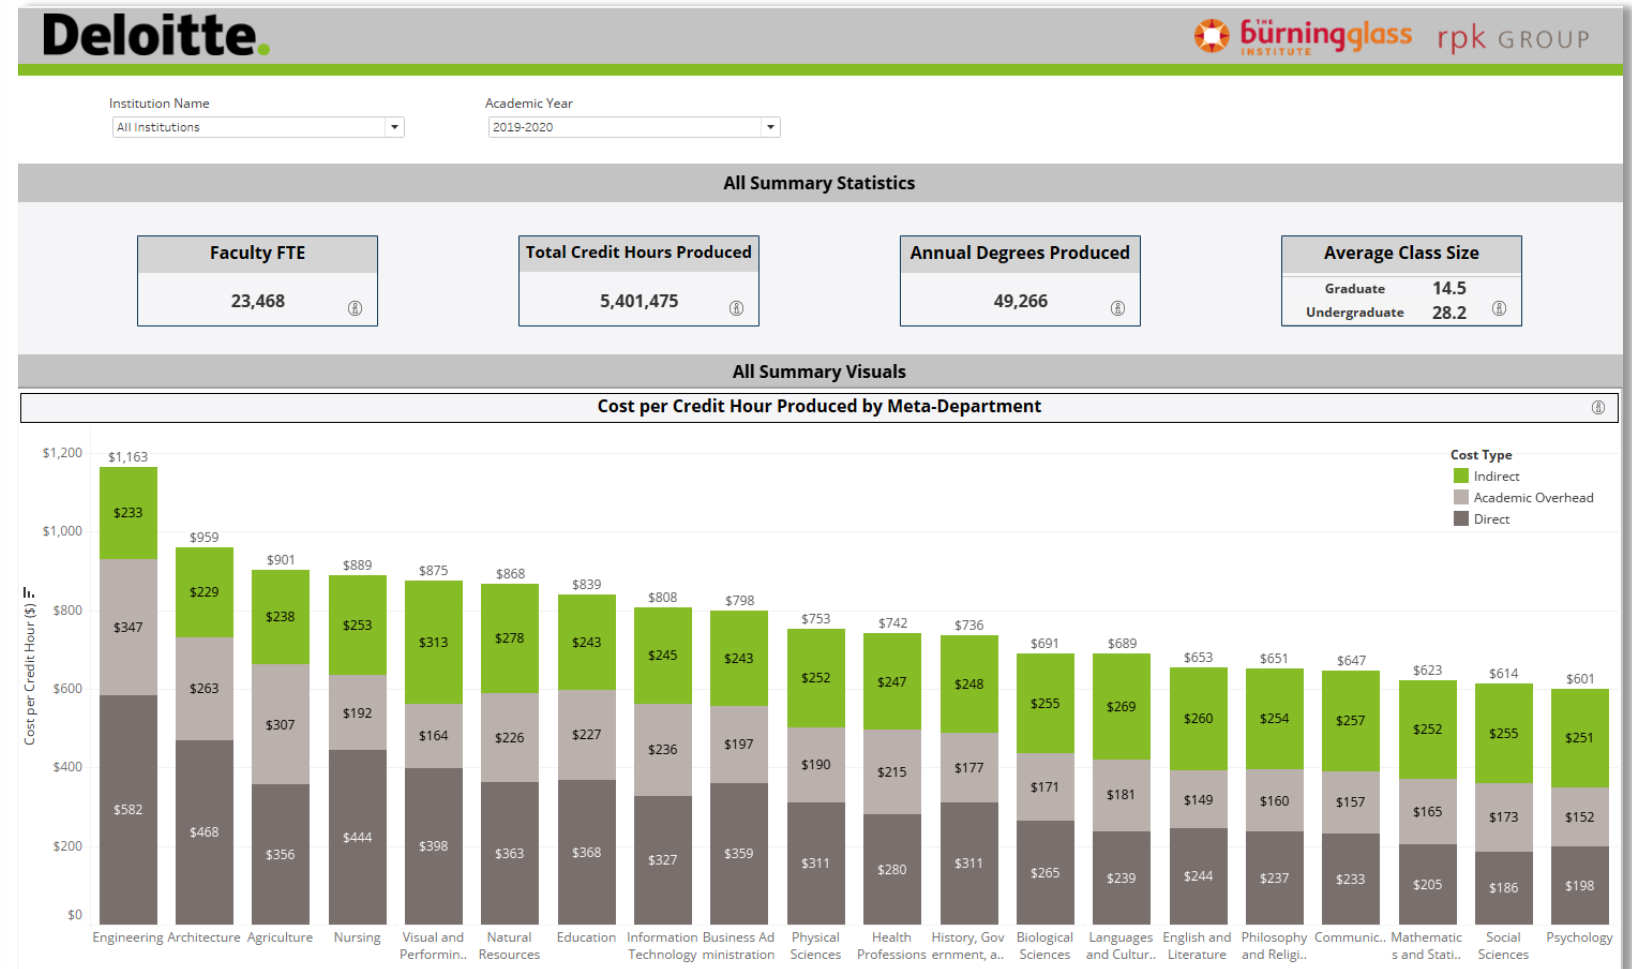 Deloitte.
THE
burningglass
INSTITUTE
rpk GROUP
Institution Name
Academic Year
All Institutions
2019-2020
All Summary Statistics
Faculty FTE
Total Credit Hours Produced
Annual Degrees Produced
Average Class Size
23,468
5,401,475
49,266
Graduate 14.5
Undergraduate 28.2
All Summary Visuals
Cost per Credit Hour Produced by Meta-Department
Cost per Credit Hour ($)
$1,200
$1,000
$800
$600
$400
$200
$0
Cost Type
Indirect
Academic Overhead
Direct
$1,163
$233
$347
$582
Engineering
$959
$229
$263
$468
Architecture
$901
$238
$307
$356
Agriculture
$889
$253
$192
$444
Nursing
$875
$313
$164
$398
Visual and
Performin..
$868
$278
$226
$363
Natural
Resources
$839
$243
$227
$368
Education
$808
$245
$236
$327
Information
Technology
$798
$243
$197
$359
Business Ad
ministration
$753
$252
$190
$311
Physical
Sciences
$742
$247
$215
$280
Health
Professions
$736
$248
$177
$311
History, Gov
ernment, a..
$691
$255
$171
$265
Biological
Sciences
$689
$269
$181
$239
Languages
and Cultur..
$653
$260
$149
$244
English and
Literature
$651
$254
$160
$237
Philosophy
and Religi..
$647
$257
$157
$233
Communic..
$623
$252
$165
$205
Mathematic
s and Stati..
$614
$255
$173
$186
Social
Sciences
$601
$251
$152
$198
Psychology